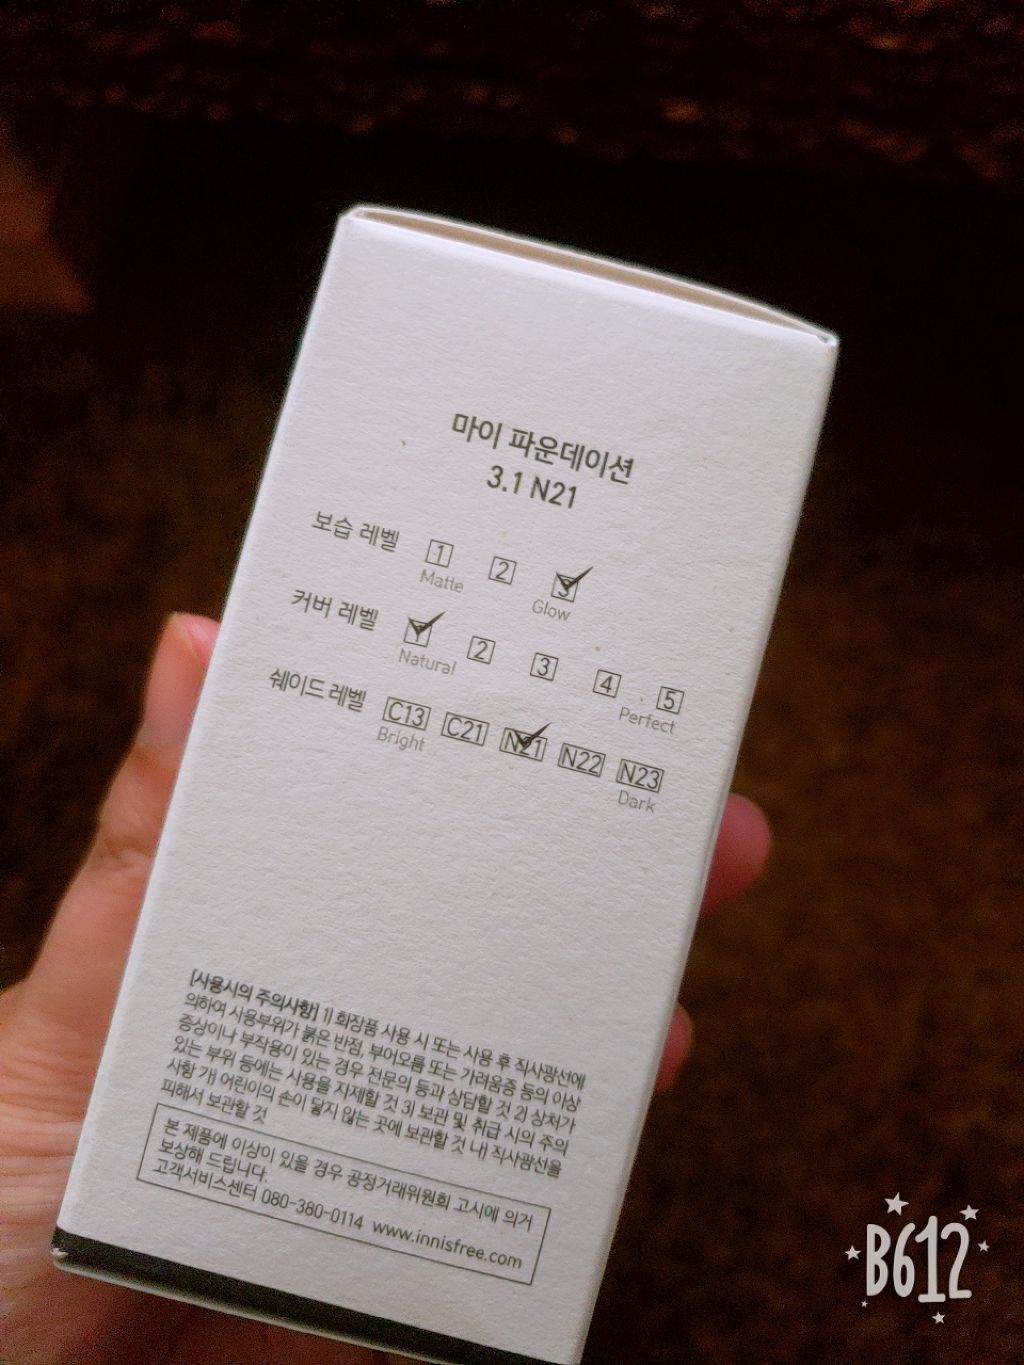 마이 파운데이션
3.1 N21
보습 레벨 1 2 3
Matte Glow
커버 레벨 1 2 3 4 5
Natural Perfect
쉐이드 레벨 C13 C21 N21 N22 N23
Bright Dark
[사용시의 주의사항] 1) 화장품 사용 시 또는 사용 후 직사광선에
의하여 사용부위가 붉은 반점, 부어오름 또는 가려움증 등의 이상
증상이나 부작용이 있는 경우 전문의 등과 상담할 것 2) 상처가
있는 부위 등에는 사용을 자제할 것 3) 보관 및 취급 시의 주의
사항 가) 어린이의 손이 닿지 않는 곳에 보관할 것 나) 직사광선을
피해서 보관할 것
본 제품에 이상이 있을 경우 공정거래위원회 고시에 의거
보상해 드립니다.
고객서비스센터 080-380-0114 www.innisfree.com
B612